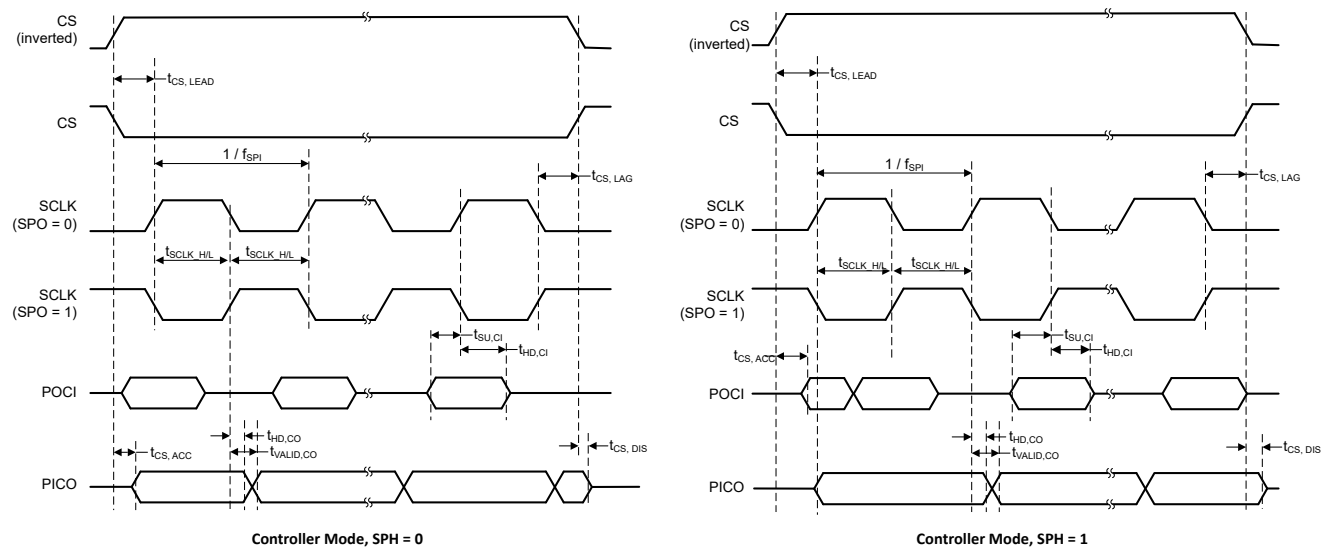 CS
(inverted)
tCS, LEAD
CS
1 / fSPI
tCS, LAG
SCLK
(SPO = 0)
tSCLK_H/L
tSCLK_H/L
SCLK
(SPO = 1)
tSU,CI
tHD,CI
POCI
tHD,CO
tCS, ACC
tVALID,CO
tCS, DIS
PICO
Controller Mode, SPH = 0
CS
(inverted)
tCS, LEAD
CS
1 / fSPI
tCS, LAG
SCLK
(SPO = 0)
tSCLK_H/L
tSCLK_H/L
SCLK
(SPO = 1)
tSU,CI
tHD,CI
tCS, ACC
POCI
tHD,CO
tVALID,CO
tCS, DIS
PICO
Controller Mode, SPH = 1